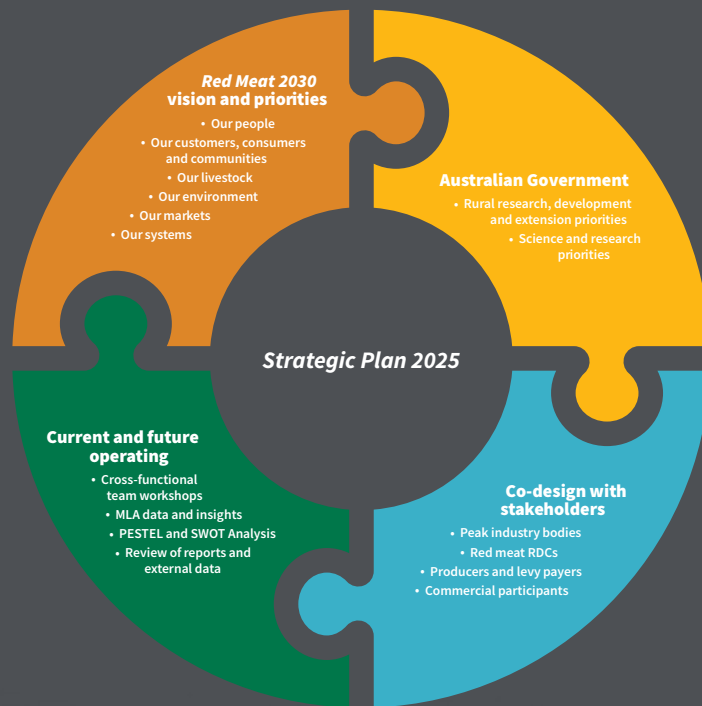 Red Meat 2030
vision and priorities
• Our people
• Our customers, consumers
and communities
• Our livestock
• Our environment
• Our markets
• Our systems
Australian Government
• Rural research, development
and extension priorities
• Science and research
priorities
Strategic Plan 2025
Current and future
operating
• Cross-functional
team workshops
• MLA data and insights
• PESTEL and SWOT Analysis
• Review of reports and
external data
Co-design with
stakeholders
• Peak industry bodies
• Red meat RDCs
• Producers and levy payers
• Commercial participants